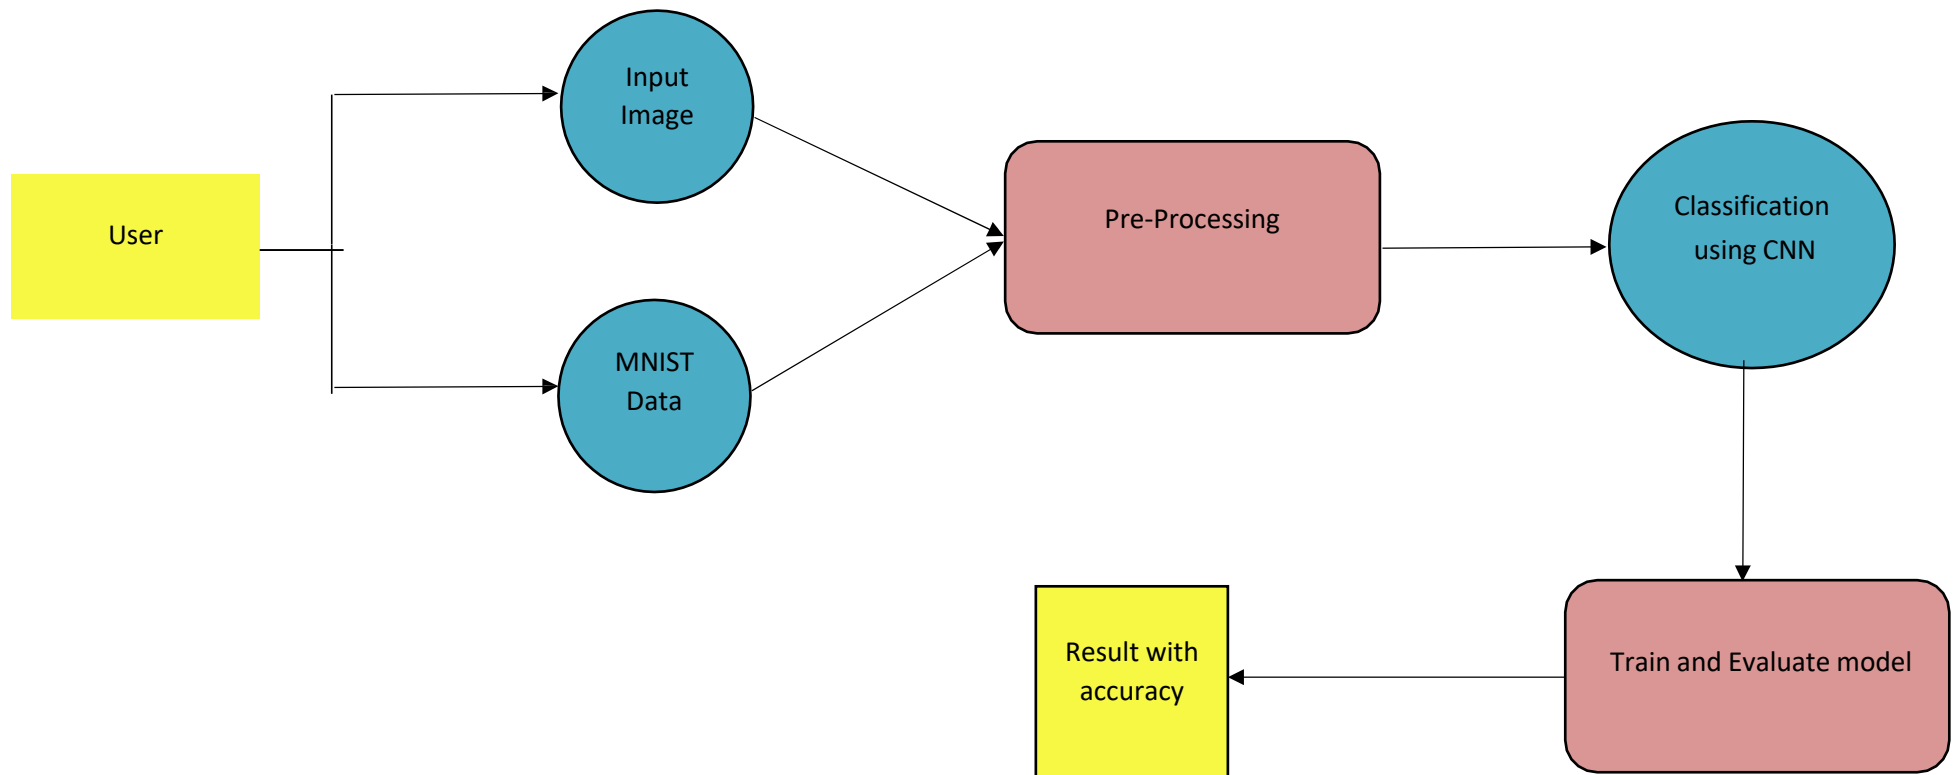 Input
Image
User
MNIST
Data
Pre-Processing
Classification
using CNN
Train and Evaluate model
Result with
accuracy